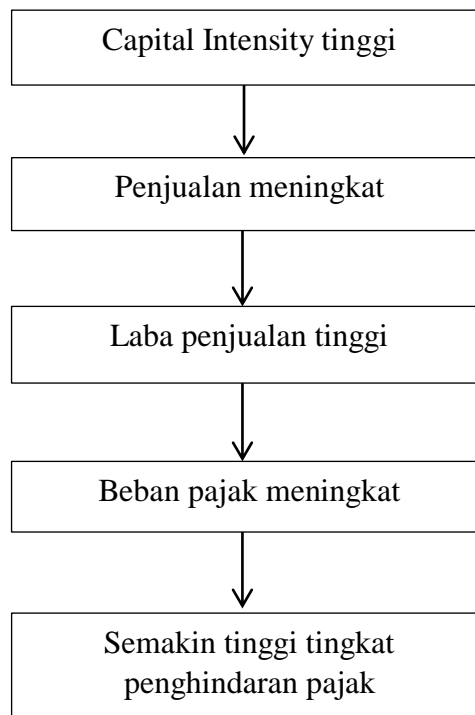 Capital Intensity tinggi
Penjualan meningkat
Laba penjualan tinggi
Beban pajak meningkat
Semakin tinggi tingkat
penghindaran pajak